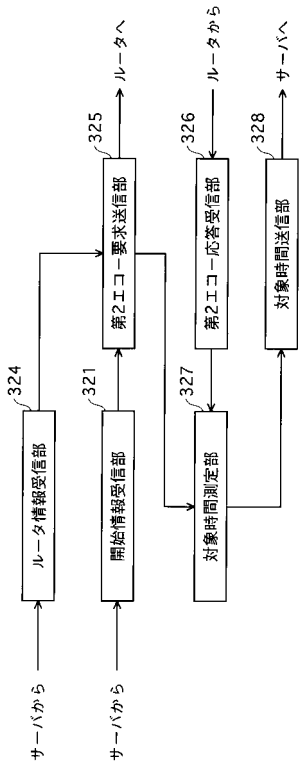 サーバから
324
ルータ情報受信部
サーバから
321
開始情報受信部
325
第2エコー要求送信部
ルータへ
327
対象時間測定部
326
第2エコー応答受信部
ルータから
328
対象時間送信部
サーバへ